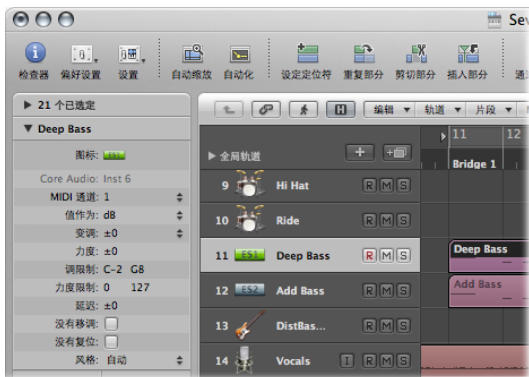 Se
检查器 偏好设置 设置 自动缩放 自动化 设定定位符 重复部分 剪切部分 插入部分
21 个已选定
编辑 轨道 片段
Deep Bass
图标: ES1
Core Audio: Inst 6
MIDI 通道: 1
值作为: dB
变调: ±0
力度: ±0
调限制: C-2 G8
力度限制: 0 127
延迟: ±0
没有移调:
没有复位:
风格: 自动
11 12
全局轨道
Bridge 1
9 Hi Hat R M S
10 Ride R M S
11 ES1 Deep Bass R M S
Deep Bass
12 ES2 Add Bass R M S
Add Bass
13 DistBas... R M S
14 Vocals I R M S